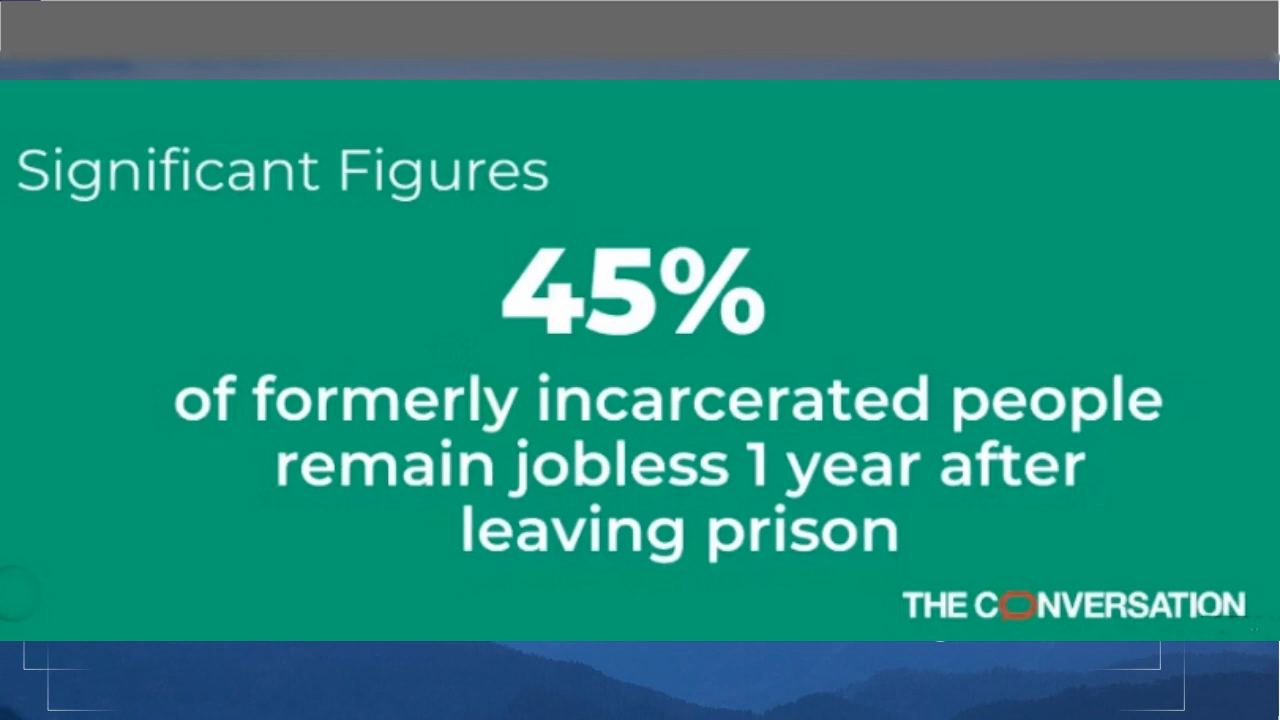 Significant Figures
45%
of formerly incarcerated people
remain jobless 1 year after
leaving prison
THE CONVERSATION